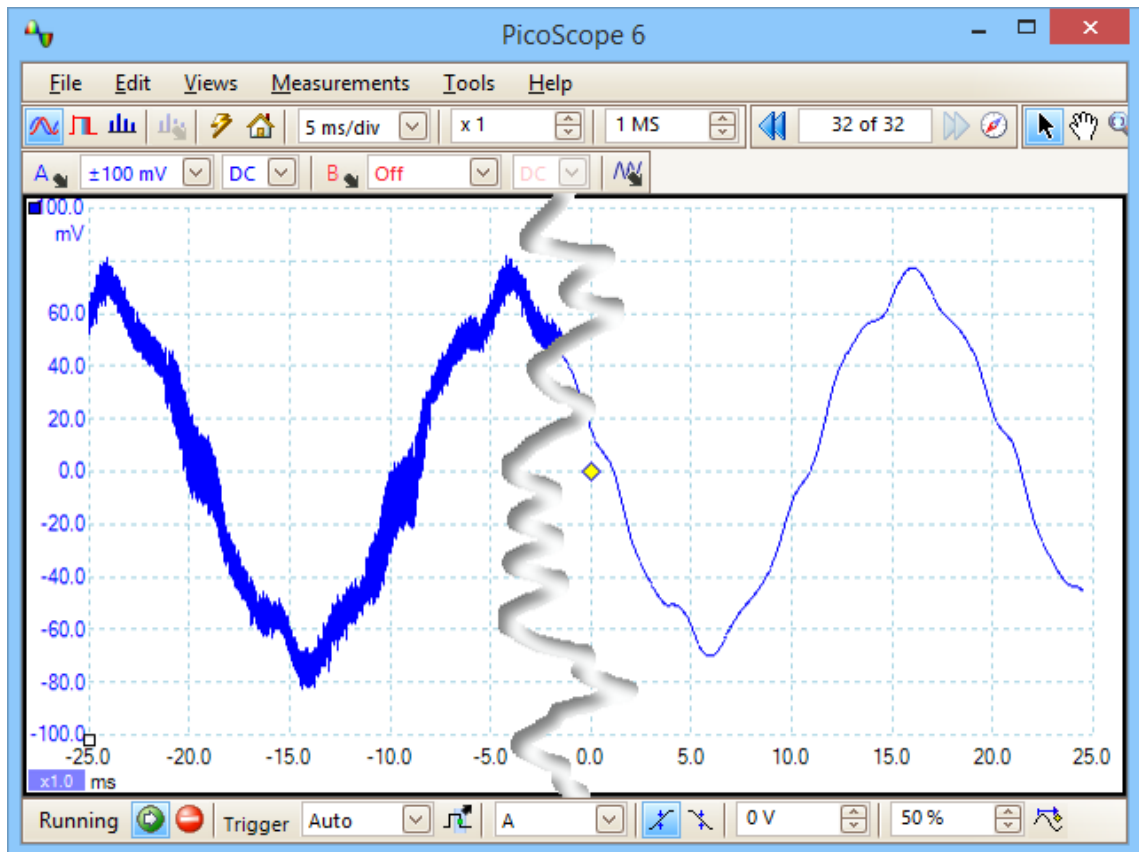 PicoScope 6
File Edit Views Measurements Tools Help
5 ms/div x 1 1 MS 32 of 32
A ±100 mV DC B Off DC
100.0
mV
60.0
40.0
20.0
0.0
-20.0
-40.0
-60.0
-80.0
-100.0
-25.0 -20.0 -15.0 -10.0 -5.0 0.0 5.0 10.0 15.0 20.0 25.0
x1.0 ms
Running Trigger Auto A 0 V 50 %